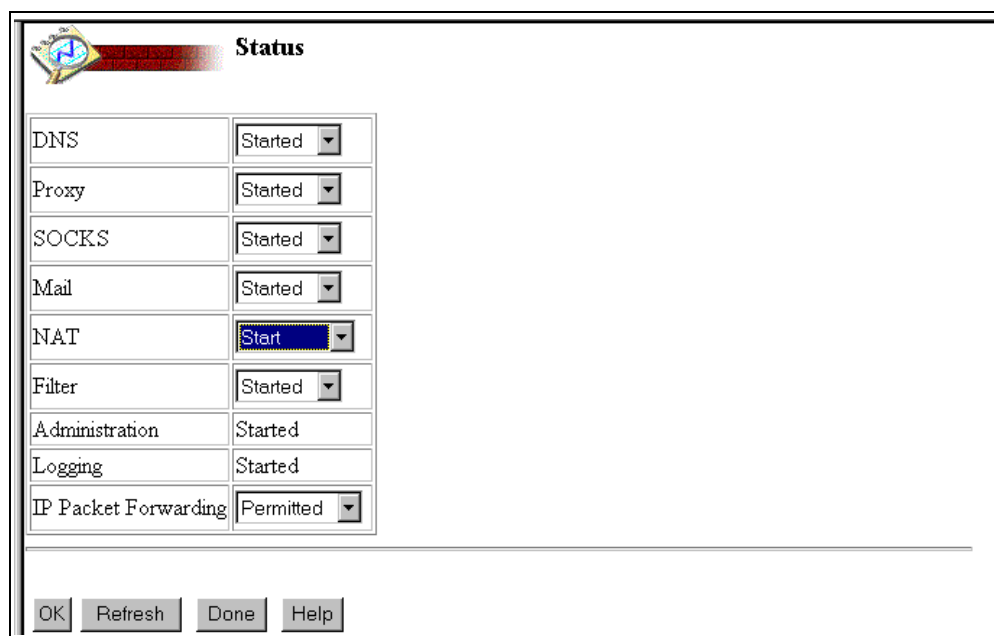 Status
DNS Started
Proxy Started
SOCKS Started
Mail Started
NAT Start
Filter Started
Administration Started
Logging Started
IP Packet Forwarding Permitted
OK Refresh Done Help